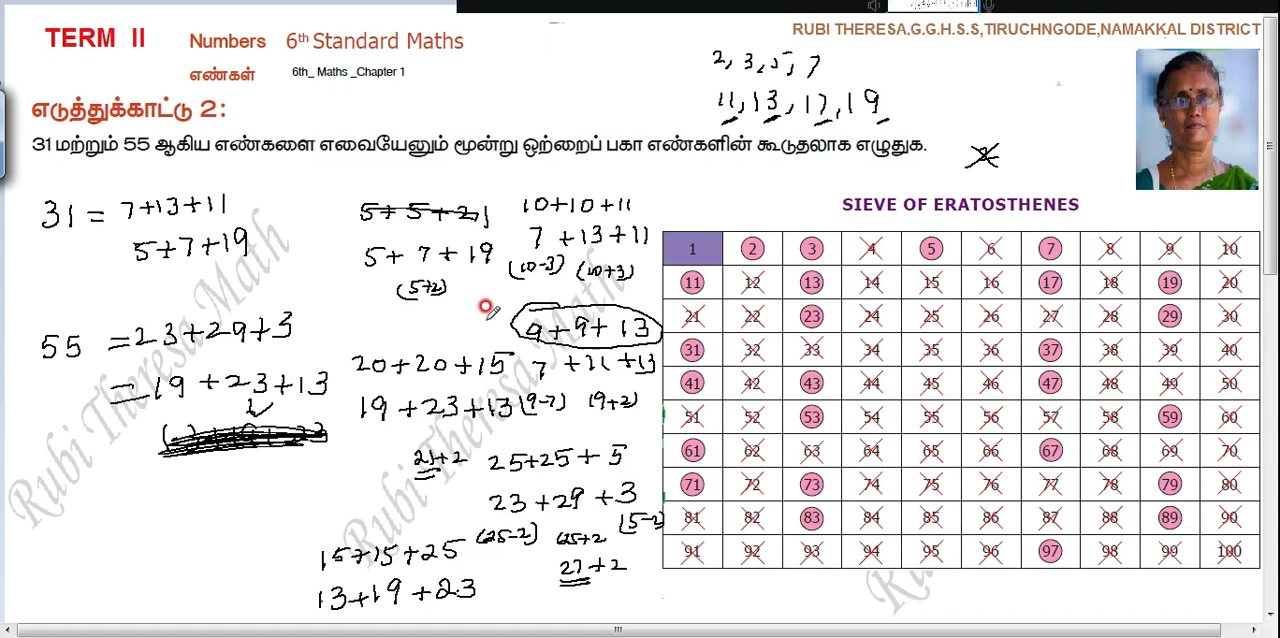 RUBI THERESA,G.G.H.S.S,TIRUCHNGODE,NAMAKKAL DISTRICT
TERM II
Numbers 6th Standard Maths
எண்கள் 6th_ Maths _Chapter 1
2, 3, 5, 7
11, 13, 17, 19
எடுத்துக்காட்டு 2:
31 மற்றும் 55 ஆகிய எண்களை எவையேனும் மூன்று ஒற்றைப் பகா எண்களின் கூடுதலாக எழுதுக.
31 = 7+13+11
5+7+19
55 =23+29+3
=19+23+13
5+5+21
5+7+19
(5+2)
10+10+11
7+13+11
(10-3) (10+3)
9+9+13
20+20+15
7+11+13
19+23+13
(9-7) (9+2)
21+2
25+25+5
23+29+3
(25-2) (5-2)
25+2
27+2
15+15+25
13+19+23
SIEVE OF ERATOSTHENES
1 2 3 4 5 6 7 8 9 10
11 12 13 14 15 16 17 18 19 20
21 22 23 24 25 26 27 28 29 30
31 32 33 34 35 36 37 38 39 40
41 42 43 44 45 46 47 48 49 50
51 52 53 54 55 56 57 58 59 60
61 62 63 64 65 66 67 68 69 70
71 72 73 74 75 76 77 78 79 80
81 82 83 84 85 86 87 88 89 90
91 92 93 94 95 96 97 98 99 100
Rubi Theresa Math
Rubi Theresa Math